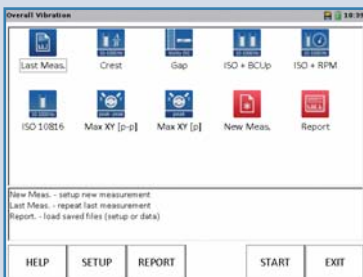 Overall Vibration 10:39
Last Meas. Crest Gap ISO + BCUp ISO + RPM
ISO 10816 Max XY [p-p] Max XY [p] New Meas. Report
New Meas. - setup new measurement
Last Meas. - repeat last measurement
Report. - load saved files (setup or data)
HELP SETUP REPORT START EXIT